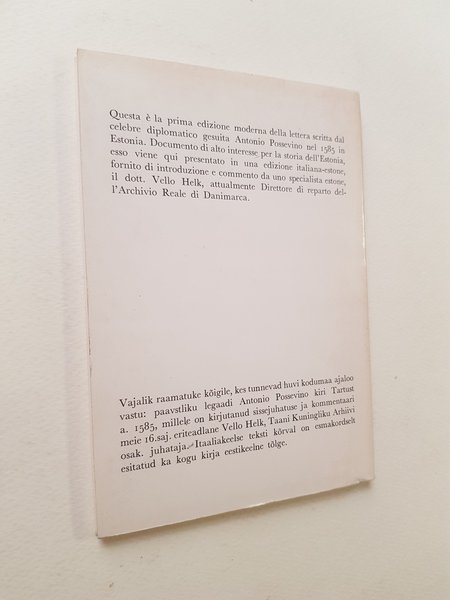 Questa è la prima edizione moderna della lettera scritta dal
celebre diplomatico gesuita Antonio Possevino nel 1585 in
Estonia. Documento di alto interesse per la storia dell'Estonia,
esso viene qui presentato in una edizione italiana-estone,
fornito di introduzione e commento da uno specialista estone,
il dott. Vello Helk, attualmente Direttore di reparto del-
l'Archivio Reale di Danimarca.
Vajalik raamatuke kõigile, kes tunnevad huvi kodumaa ajaloo
vastu: paavstliku legaadi Antonio Possevino kiri Tartust
a. 1585, millele on kirjutanud sissejuhatuse ja kommentaari
meie 16.saj. eriteadlane Vello Helk, Taani Kuningliku Arhiivi
osak. juhataja. Itaaliakeelse teksti kõrval on esmakordselt
esitatud ka kogu kirja eestikeelne tõlge.